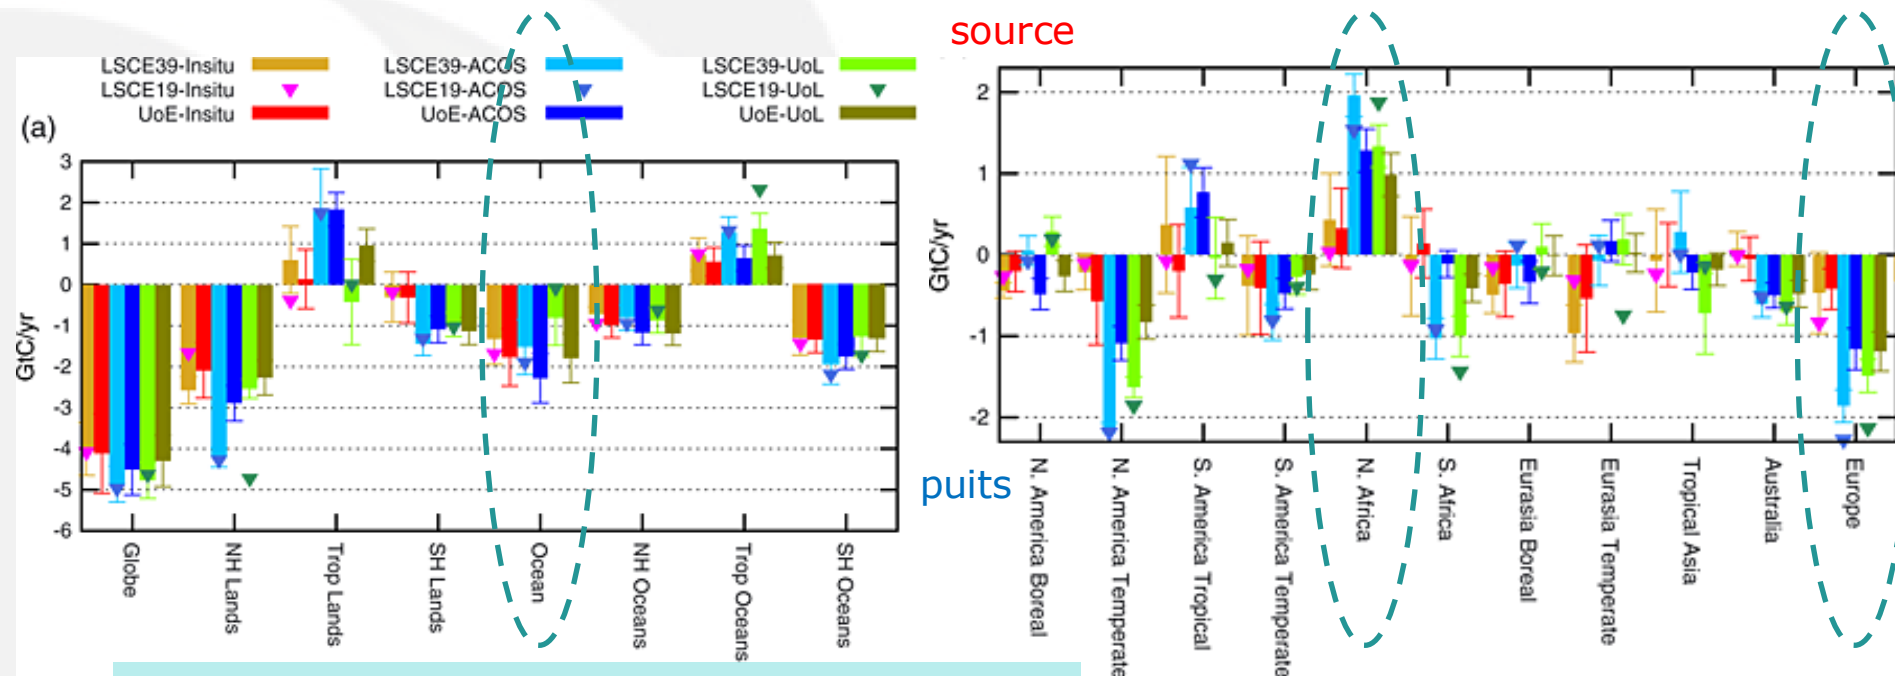 source
LSCE39-Insitu LSCE39-ACOS LSCE39-UoL
LSCE19-Insitu LSCE19-ACOS LSCE19-UoL
UoE-Insitu UoE-ACOS UoE-UoL
(a)
GtC/yr
3
2
1
0
-1
-2
-3
-4
-5
-6
Globe
NH Lands
Trop Lands
SH Lands
Ocean
NH Oceans
Trop Oceans
SH Oceans
puits
GtC/yr
2
1
0
-1
-2
N. America Boreal
N. America Temperate
S. America Tropical
S. America Temperate
N. Africa
S. Africa
Eurasia Boreal
Eurasia Temperate
Tropical Asia
Australia
Europe